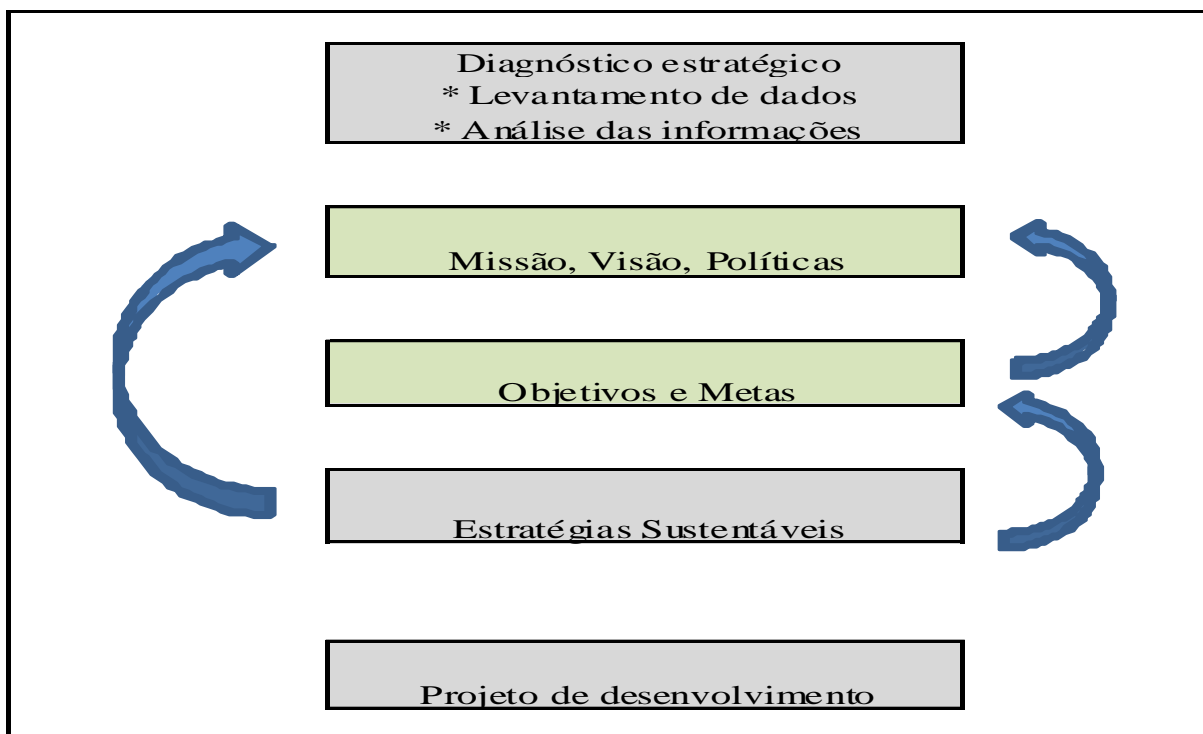 Diagnóstico estratégico
* Levantamento de dados
* Análise das informações
Missão, Visão, Políticas
Objetivos e Metas
Estratégias Sustentáveis
Projeto de desenvolvimento